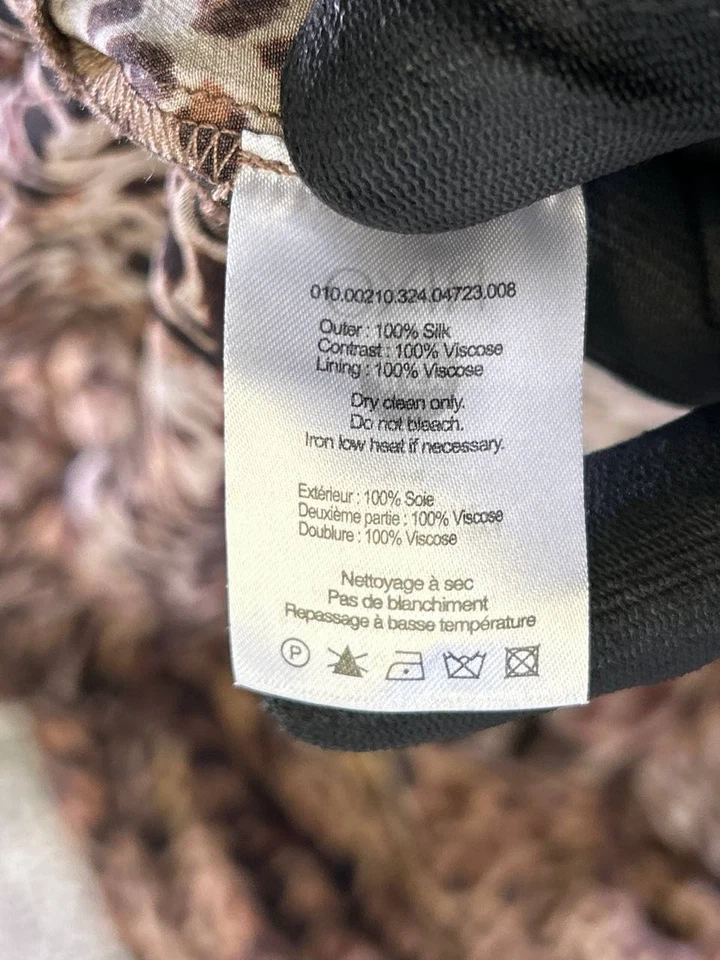 010.00210.324.04723.008
Outer : 100% Silk
Contrast : 100% Viscose
Lining : 100% Viscose
Dry clean only.
Do not bleach.
Iron low heat if necessary.
Extérieur : 100% Soie
Deuxième partie : 100% Viscose
Doublure : 100% Viscose
Nettoyage à sec
Pas de blanchiment
Repassage à basse température
P